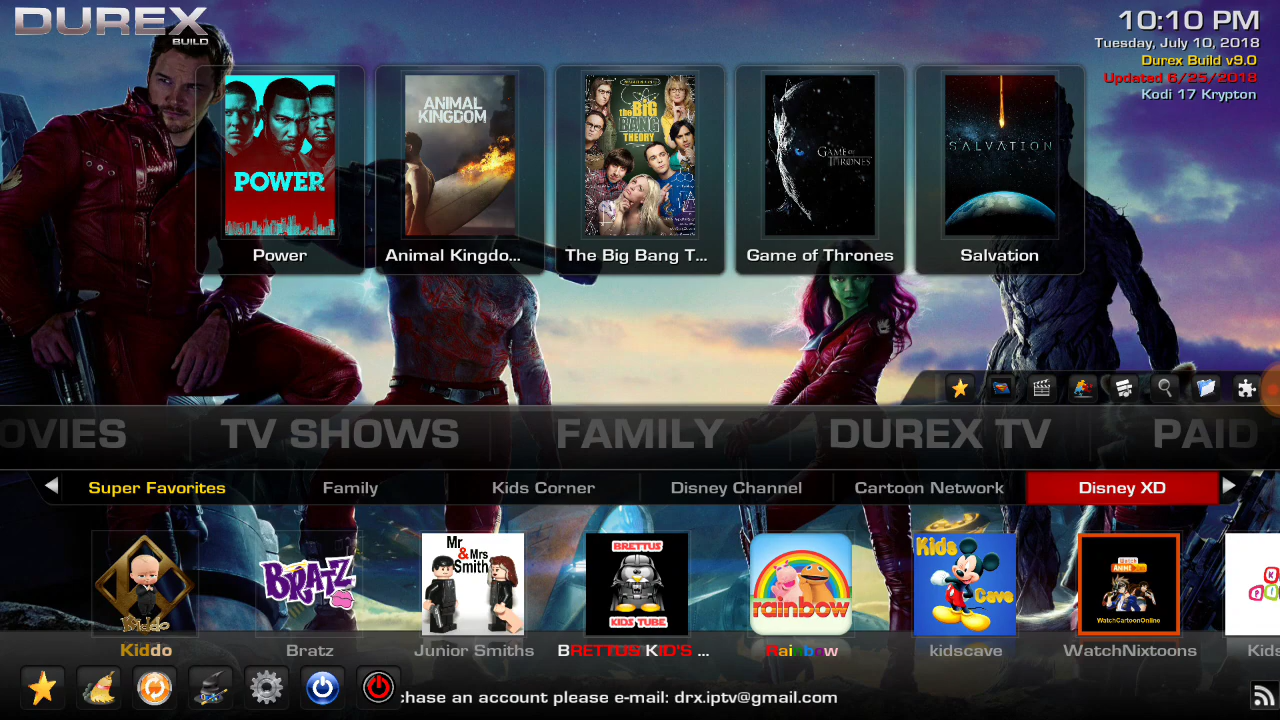 DUREX
BUILD
10:10 PM
Tuesday, July 10, 2018
Durex Build v9.0
Updated 6/25/2018
Kodi 17 Krypton
POWER
ANIMAL
KINGDOM
the BIG
BANG
THEORY
GAME OF THRONES
SALVATION
Power
Animal Kingdo...
The Big Bang T...
Game of Thrones
Salvation
OVIES
TV SHOWS
FAMILY
DUREX TV
PAID
Super Favorites
Family
Kids Corner
Disney Channel
Cartoon Network
Disney XD
Kiddo
BRATZ
Mr
& Mrs
Smith
BRETTUS
KIDS TUBE
rainbow
Kids
Cave
ANIME
WatchCartoonOnline
Kiddo
Bratz
Junior Smiths
BRETTUS KID'S ...
Rainbow
kidscave
WatchNixtoons
Kids
chase an account please e-mail: drx.iptv@gmail.com